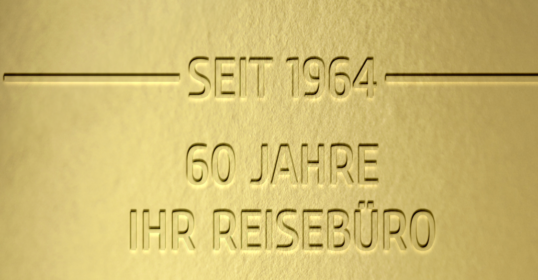 SEIT 1964
60 JAHRE
IHR REISEBÜRO